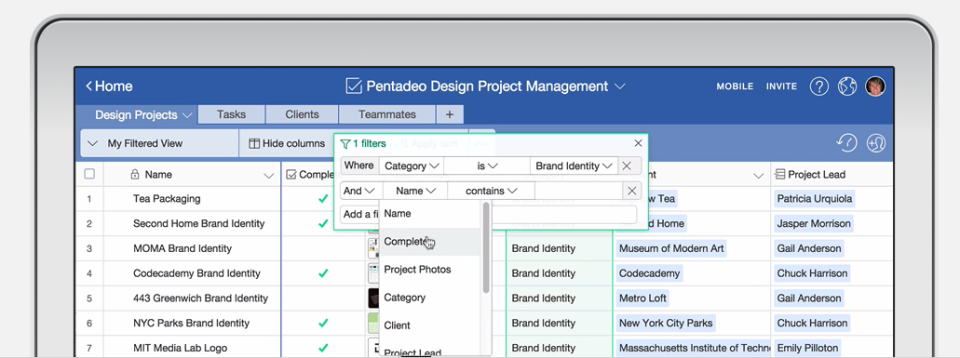 Home Pentadeo Design Project Management MOBILE INVITE ?
Design Projects Tasks Clients Teammates +
My Filtered View Hide columns 1 filters
Where Category is Brand Identity
Name Comple nt Project Lead
And Name contains
1 Tea Packaging w Tea Patricia Urquiola
Add a fi Name
2 Second Home Brand Identity d Home Jasper Morrison
Complete
3 MOMA Brand Identity Brand Identity Museum of Modern Art Gail Anderson
Project Photos
4 Codecademy Brand Identity Brand Identity Codecademy Chuck Harrison
Category
5 443 Greenwich Brand Identity Brand Identity Metro Loft Gail Anderson
Client
6 NYC Parks Brand Identity Brand Identity New York City Parks Chuck Harrison
7 MIT Media Lab Logo Brand Identity Massachusetts Institute of Techn Emily Pilloton
Project Lead